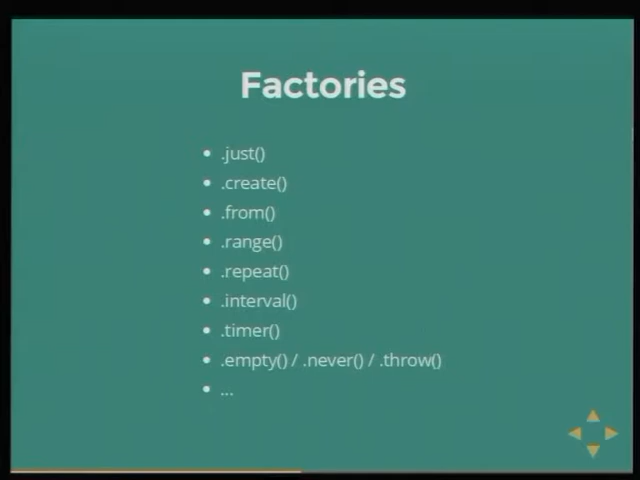 Factories
• .just()
• .create()
• .from()
• .range()
• .repeat()
• .interval()
• .timer()
• .empty() / .never() / .throw()
• ...